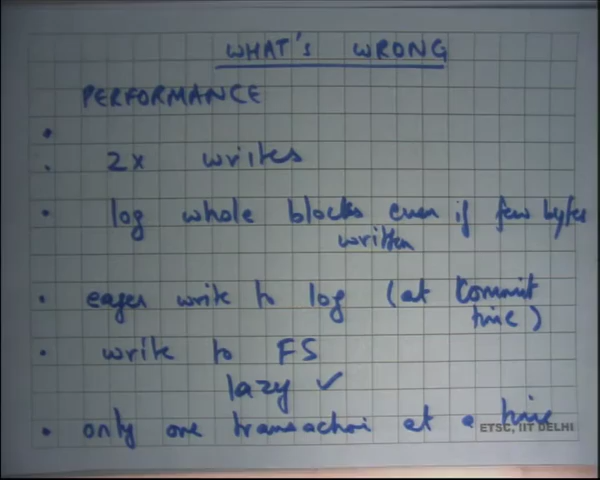 WHAT'S WRONG
PERFORMANCE
•
• 2x writes
• log whole blocks even if few bytes
written
• eager write to log (at commit
time)
• write to FS
lazy ✓
• only one transaction at a time
ETSC, IIT DELHI